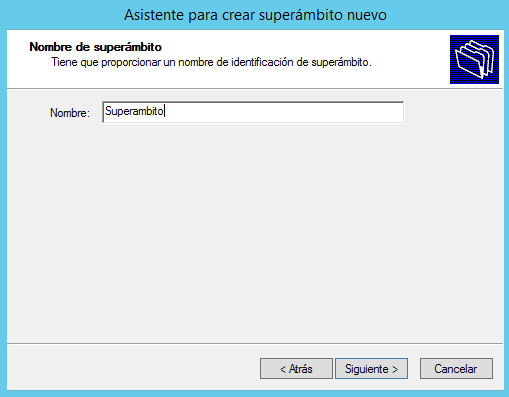 Asistente para crear superámbito nuevo
Nombre de superámbito
Tiene que proporcionar un nombre de identificación de superámbito.
Nombre: Superambito
< Atrás Siguiente > Cancelar